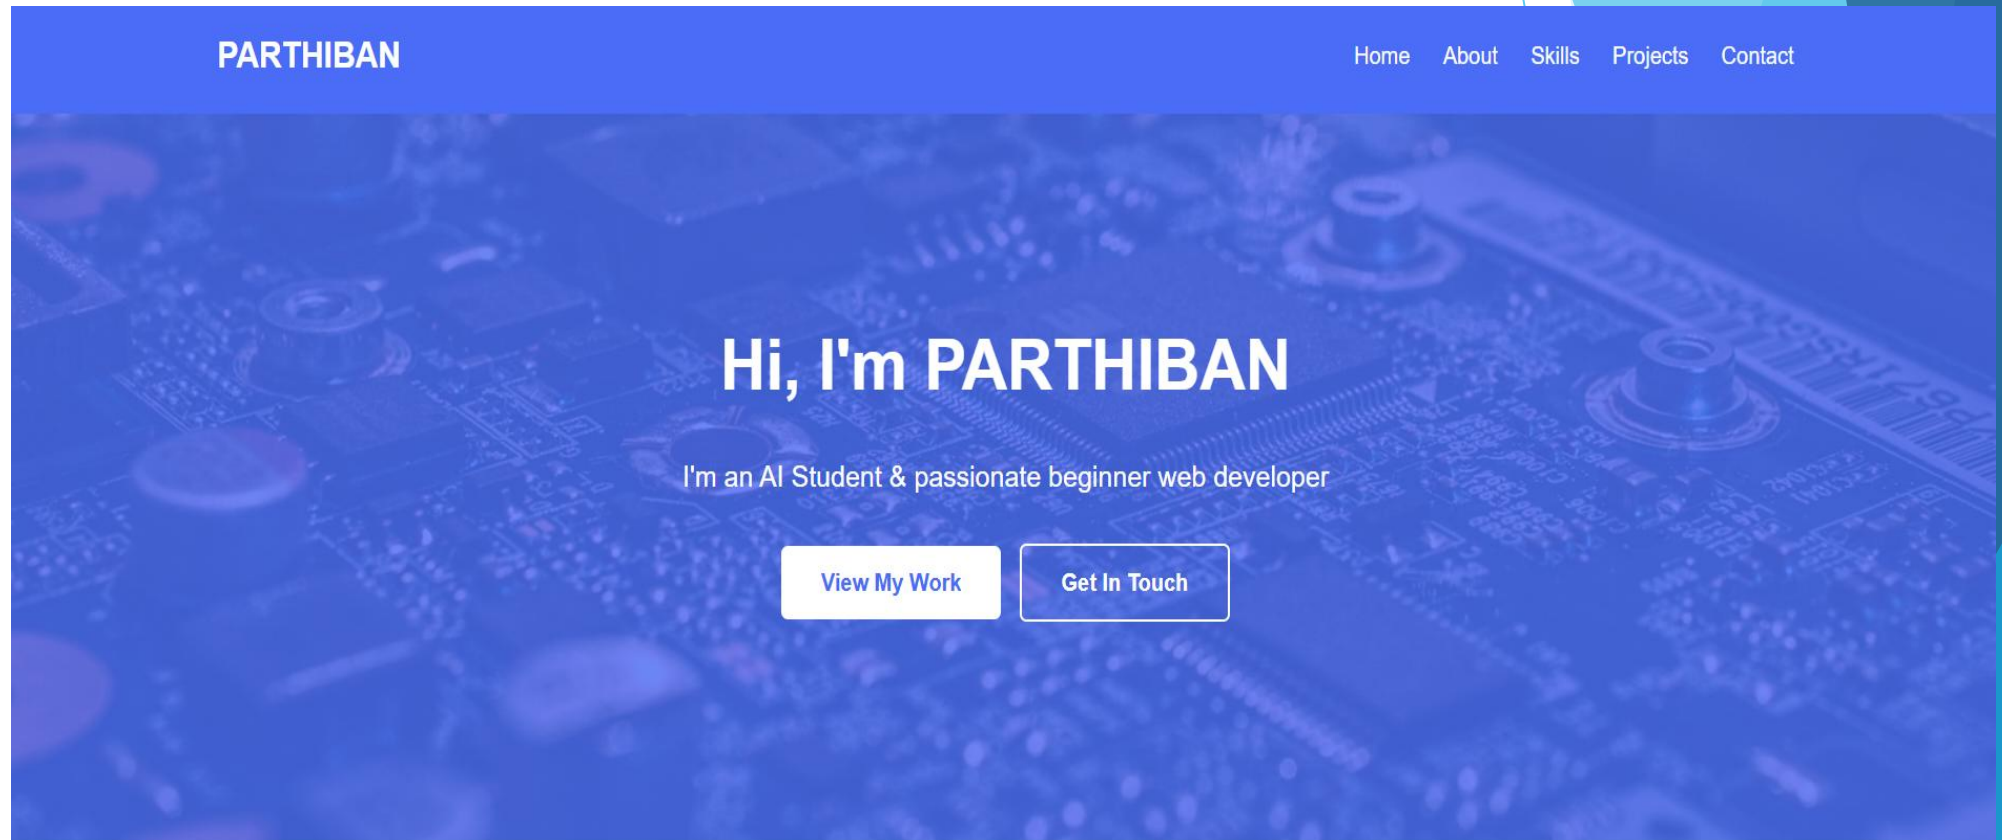 PARTHIBAN
Home About Skills Projects Contact
Hi, I'm PARTHIBAN
I'm an AI Student & passionate beginner web developer
View My Work Get In Touch